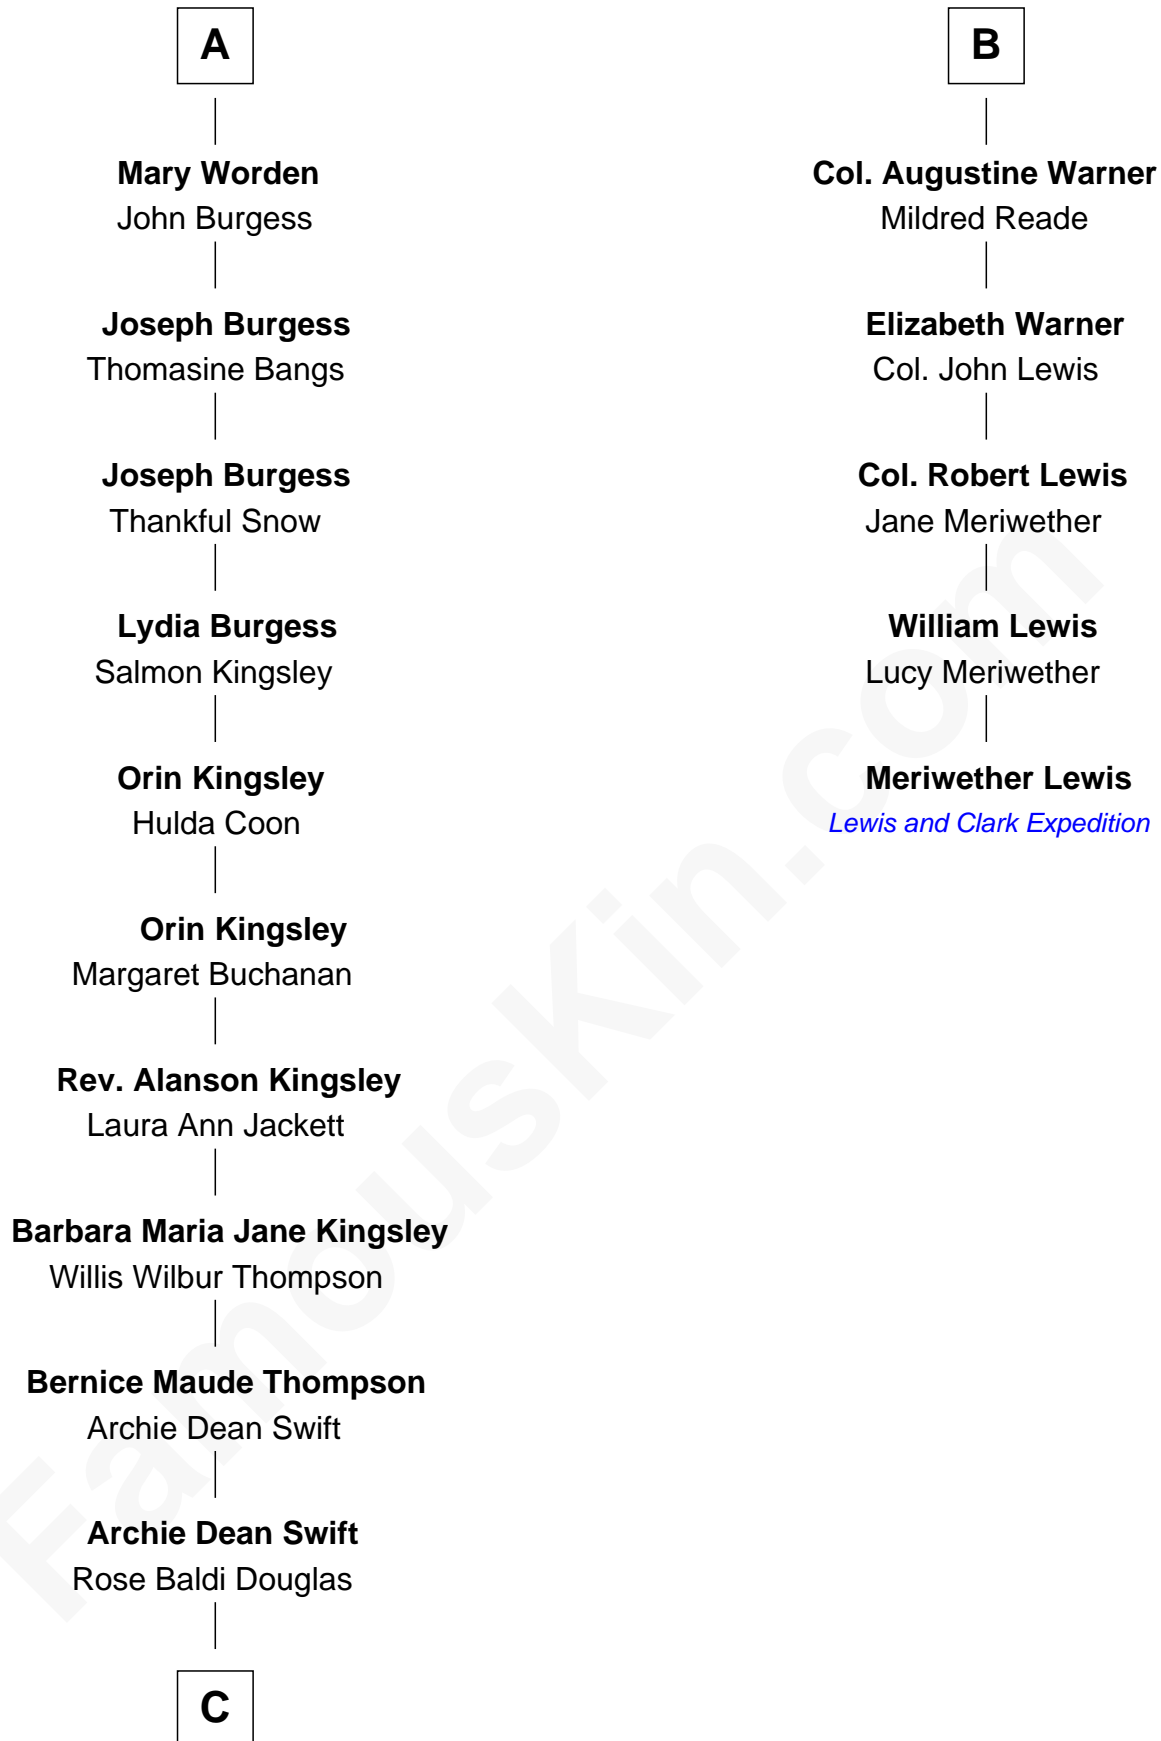 A
Mary Worden
John Burgess
Joseph Burgess
Thomasine Bangs
Joseph Burgess
Thankful Snow
Lydia Burgess
Salmon Kingsley
Orin Kingsley
Hulda Coon
Orin Kingsley
Margaret Buchanan
Rev. Alanson Kingsley
Laura Ann Jackett
Barbara Maria Jane Kingsley
Willis Wilbur Thompson
Bernice Maude Thompson
Archie Dean Swift
Archie Dean Swift
Rose Baldi Douglas
C
B
Col. Augustine Warner
Mildred Reade
Elizabeth Warner
Col. John Lewis
Col. Robert Lewis
Jane Meriwether
William Lewis
Lucy Meriwether
Meriwether Lewis
Lewis and Clark Expedition
FamousKin.com